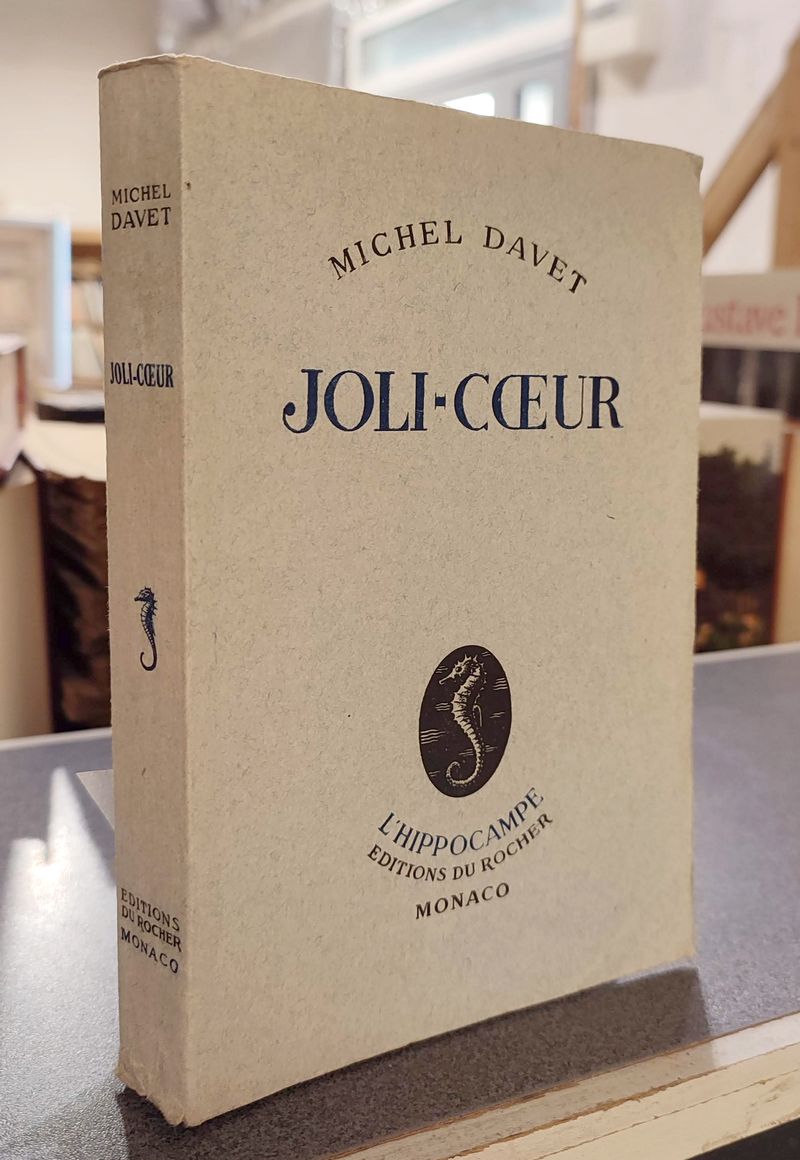 MICHEL
DAVET
JOLI-CŒUR
EDITIONS
DU ROCHER
MONACO
MICHEL DAVET
JOLI-CŒUR
L'HIPPOCAMPE
EDITIONS DU ROCHER
MONACO